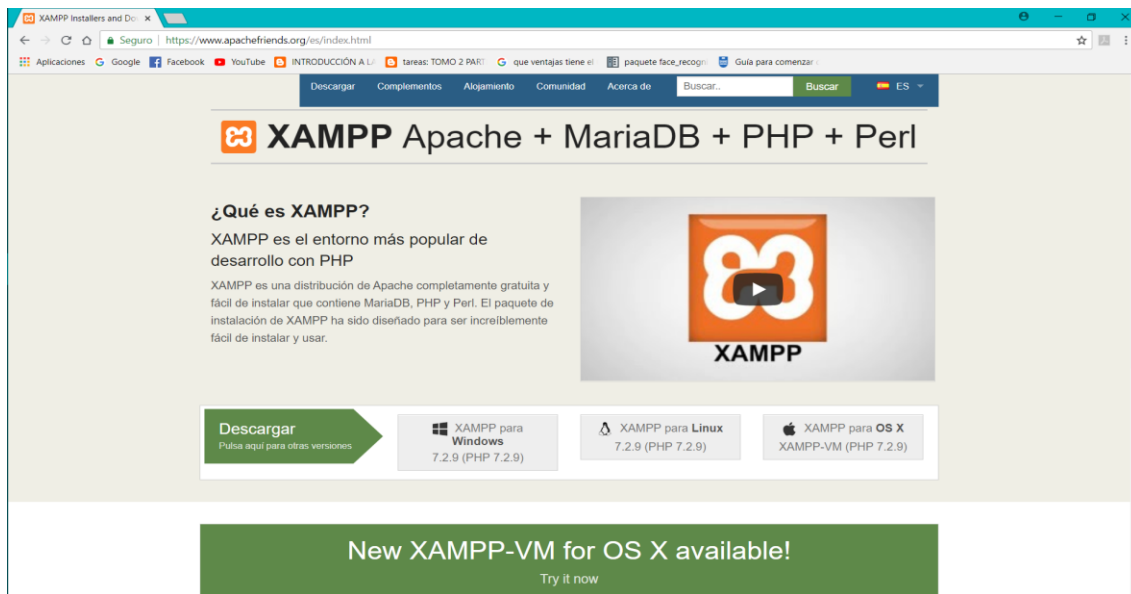 XAMPP Installers and Do
Seguro | https://www.apachefriends.org/es/index.html
Aplicaciones Google Facebook YouTube INTRODUCCIÓN A L tareas: TOMO 2 PART que ventajas tiene el paquete face_recogn Guía para comenzar
Descargar Complementos Alojamiento Comunidad Acerca de Buscar.. Buscar ES
XAMPP Apache + MariaDB + PHP + Perl
¿Qué es XAMPP?
XAMPP es el entorno más popular de
desarrollo con PHP
XAMPP es una distribución de Apache completamente gratuita y
fácil de instalar que contiene MariaDB, PHP y Perl. El paquete de
instalación de XAMPP ha sido diseñado para ser increíblemente
fácil de instalar y usar.
XAMPP
Descargar
Pulsa aquí para otras versiones
XAMPP para
Windows
7.2.9 (PHP 7.2.9)
XAMPP para Linux
7.2.9 (PHP 7.2.9)
XAMPP para OS X
XAMPP-VM (PHP 7.2.9)
New XAMPP-VM for OS X available!
Try it now